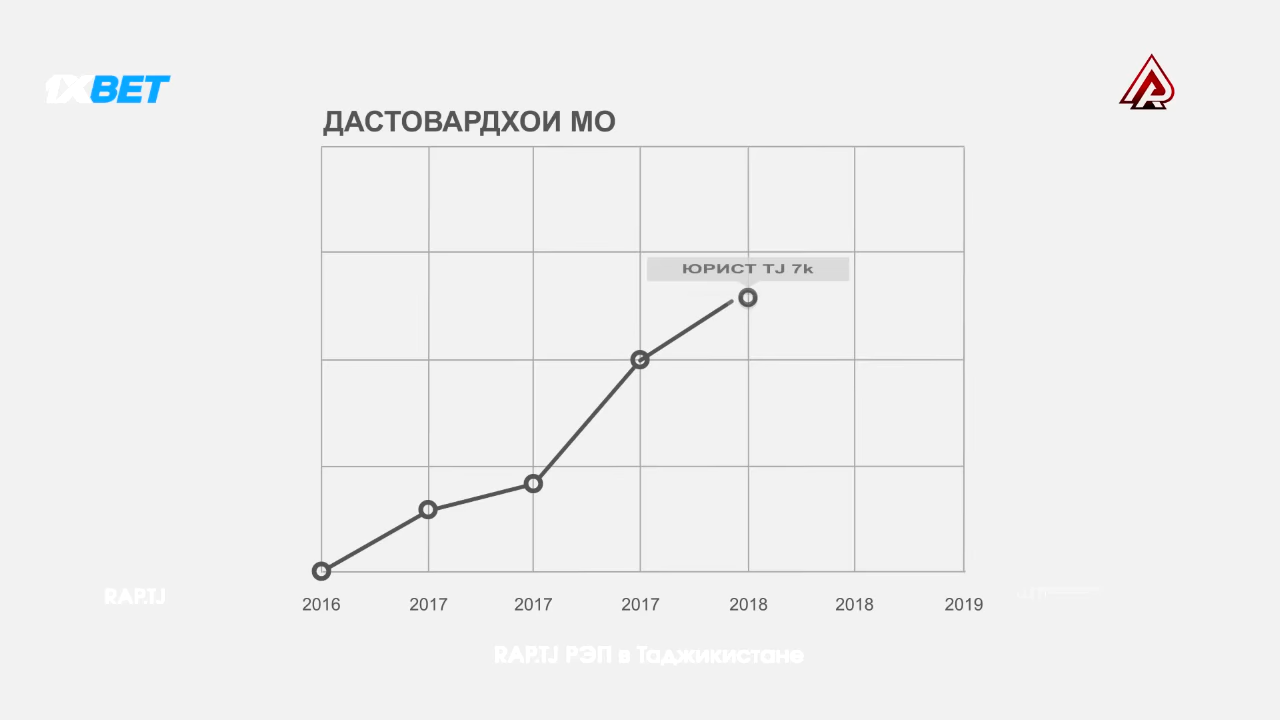 1XBET
ДАСТОВАРДХОИ МО
ЮРИСТ TJ 7k
2016 2017 2017 2017 2018 2018 2019
RAP.TJ
RAP.TJ РЭП в Таджикистане